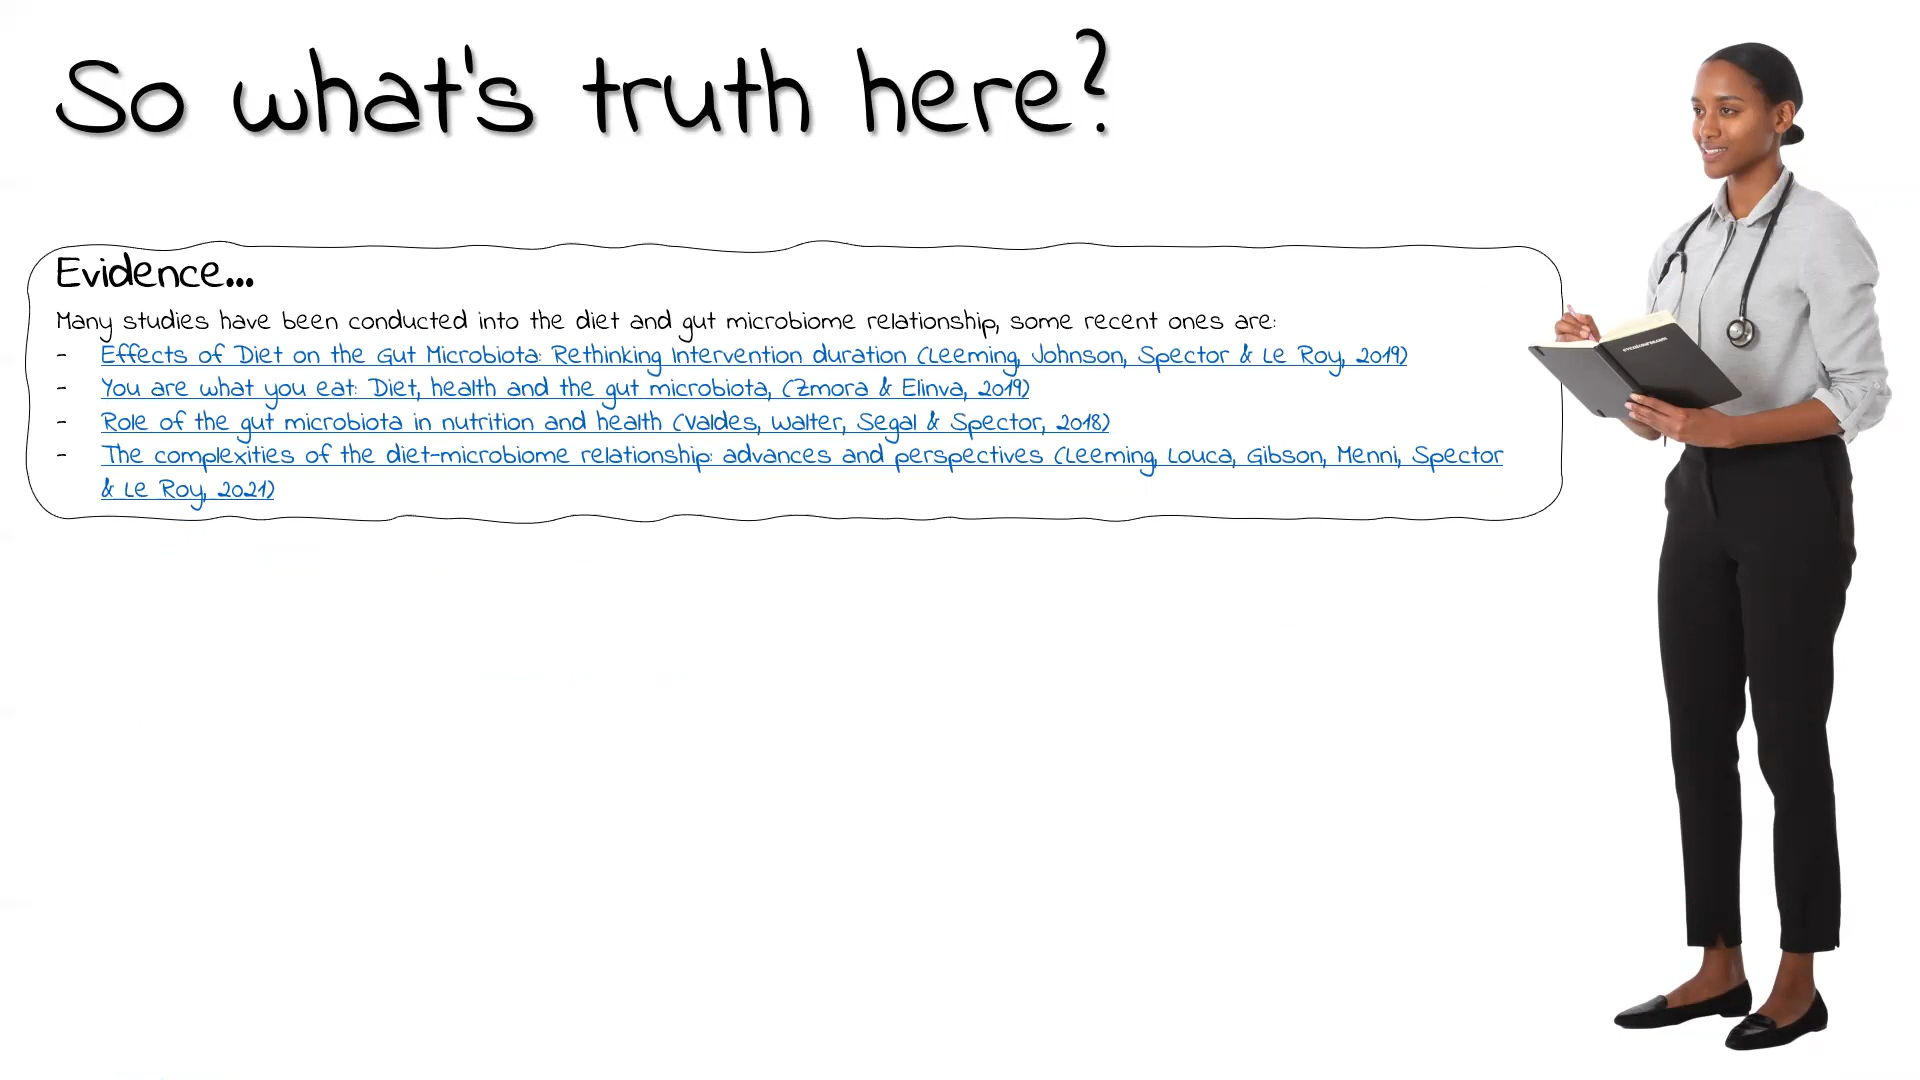 So what's truth here?
Evidence...
Many studies have been conducted into the diet and gut microbiome relationship, some recent ones are:
- Effects of Diet on the Gut Microbiota: Rethinking Intervention duration (Leeming, Johnson, Spector & Le Roy, 2019)
- You are what you eat: Diet, health and the gut microbiota, (Zmora & Elinva, 2019)
- Role of the gut microbiota in nutrition and health (Valdes, Walter, Segal & Spector, 2018)
- The complexities of the diet-microbiome relationship: advances and perspectives (Leeming, Louca, Gibson, Menni, Spector
& Le Roy, 2021)